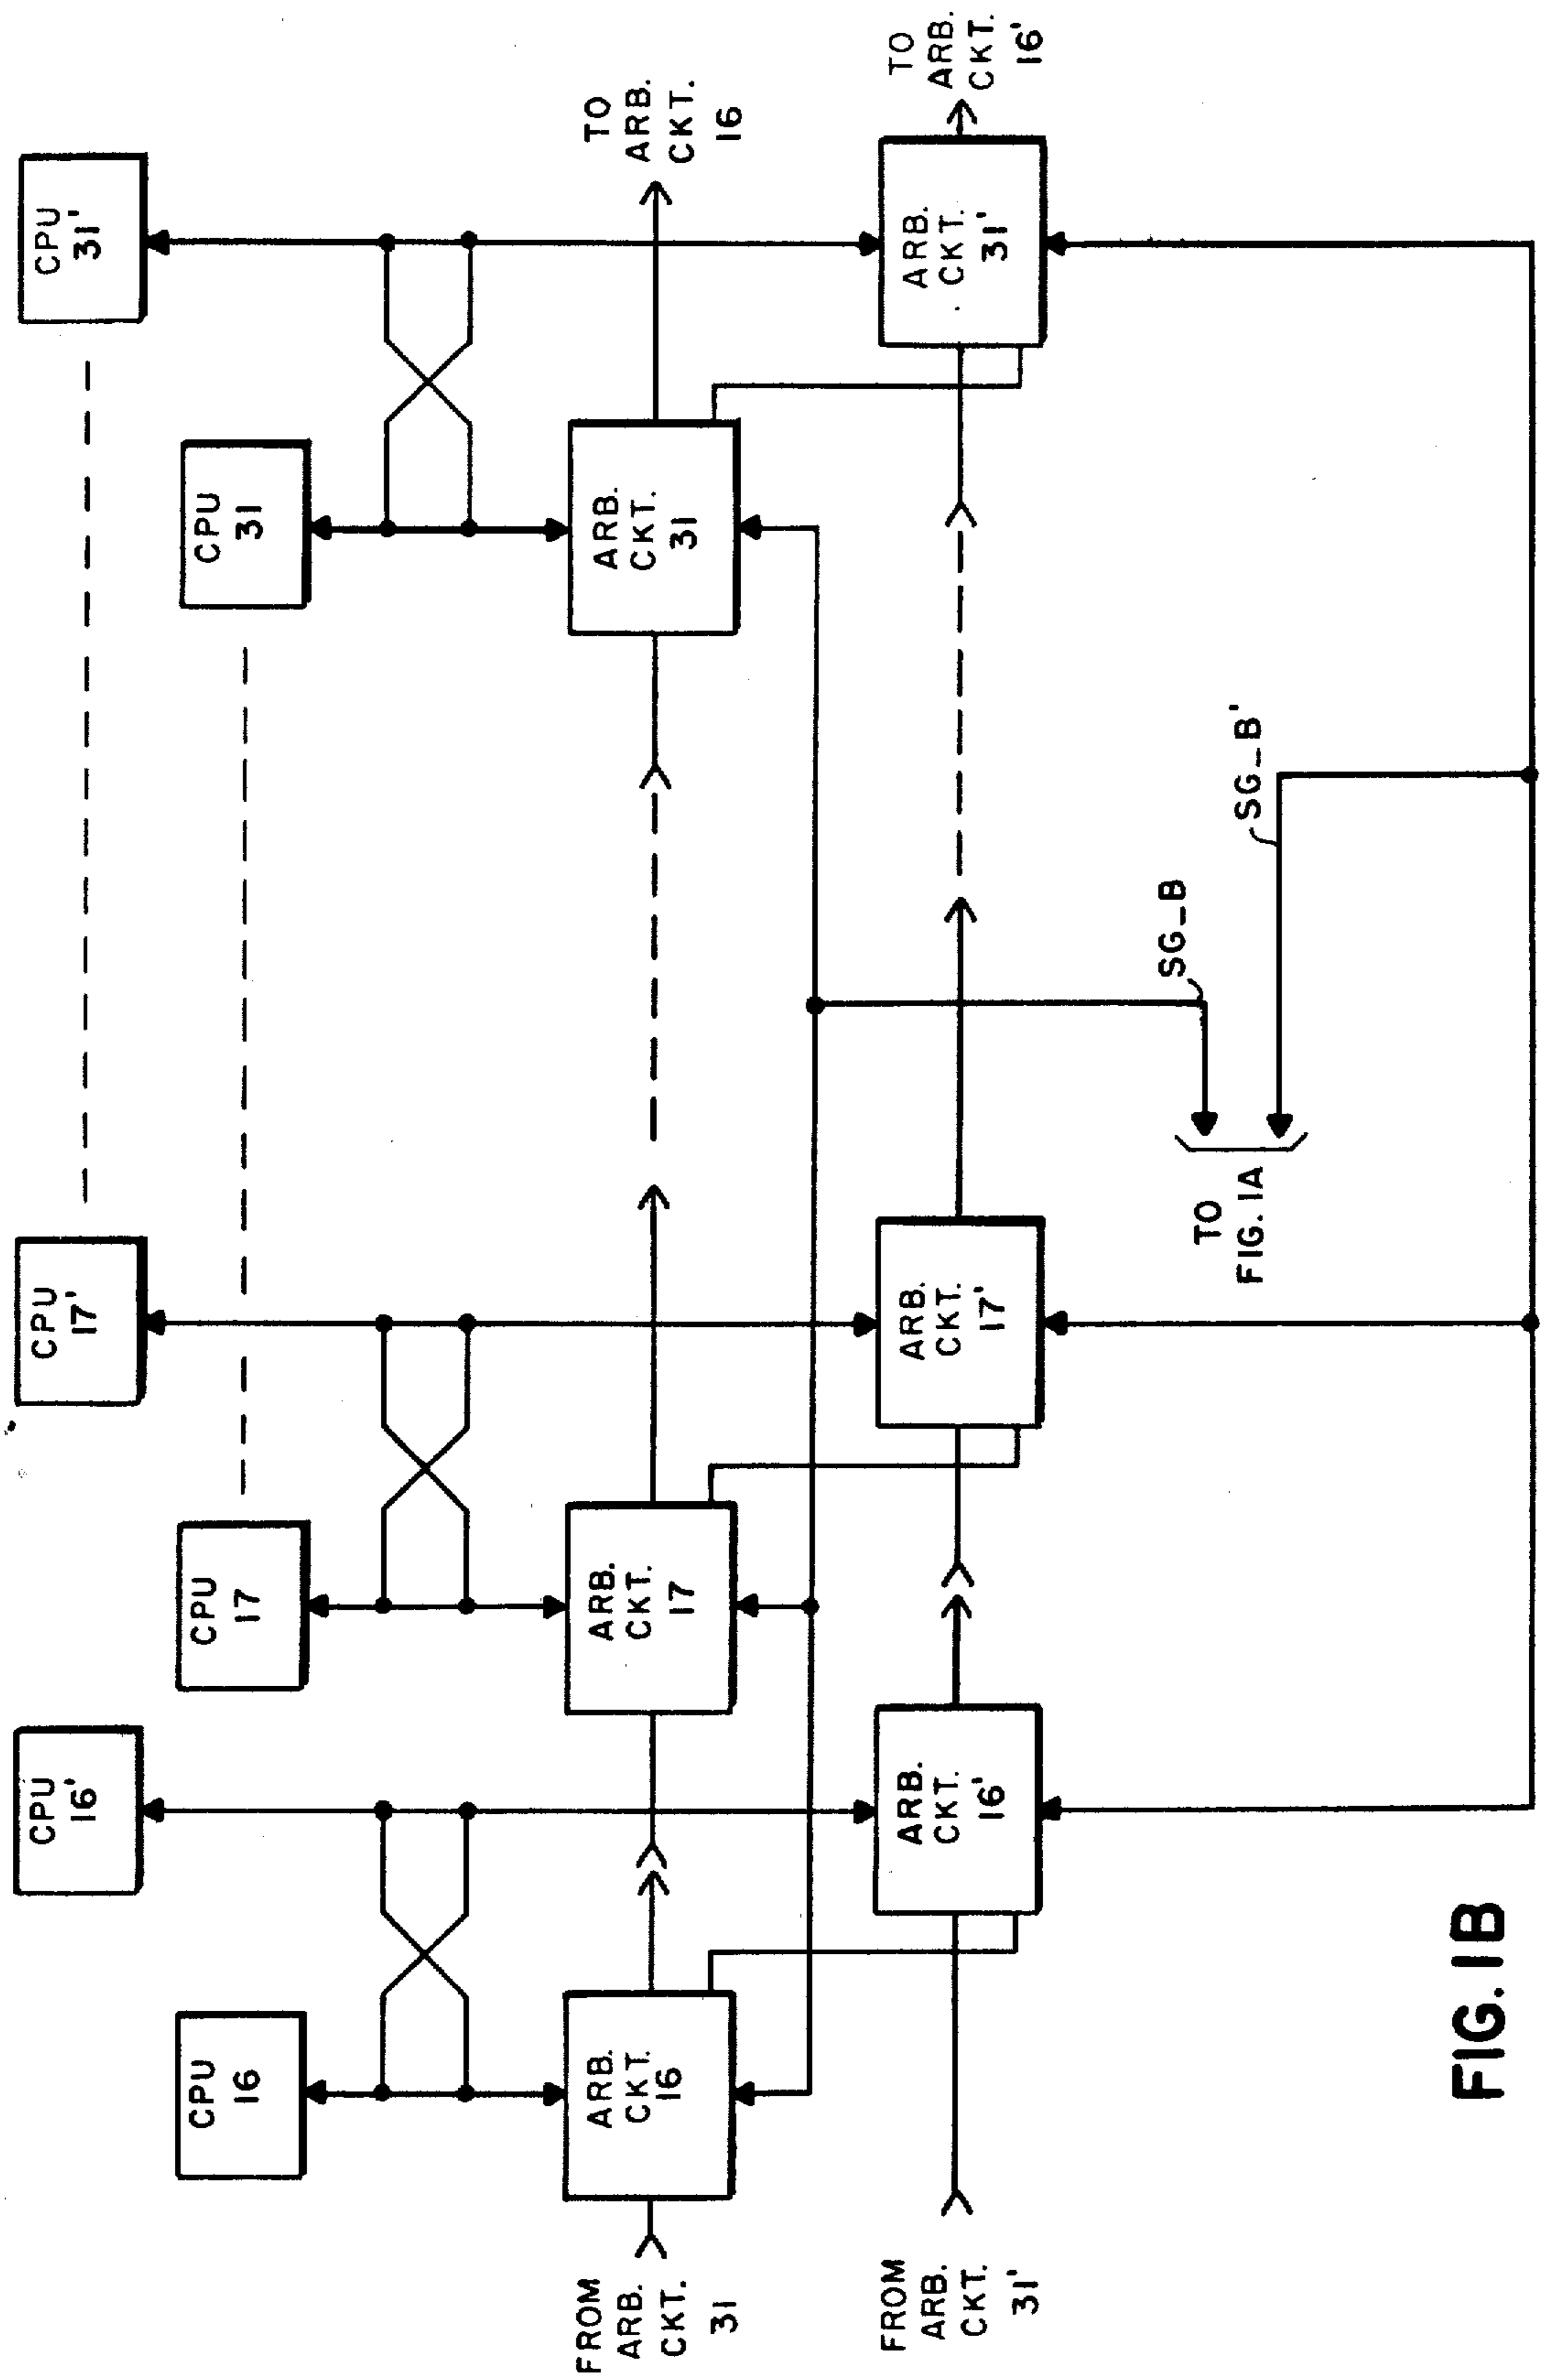 CPU
16'
CPU
17'
CPU
31'
CPU
16
CPU
17
CPU
31
FROM
ARB.
CKT.
31
ARB.
CKT.
16
ARB.
CKT.
17
ARB.
CKT.
31
TO
ARB.
CKT.
16
FROM
ARB.
CKT.
31'
ARB.
CKT.
16'
ARB.
CKT.
17'
ARB.
CKT.
31'
TO
ARB.
CKT.
16'
SG_B
SG_B'
TO
FIG. 1A
FIG. 1B